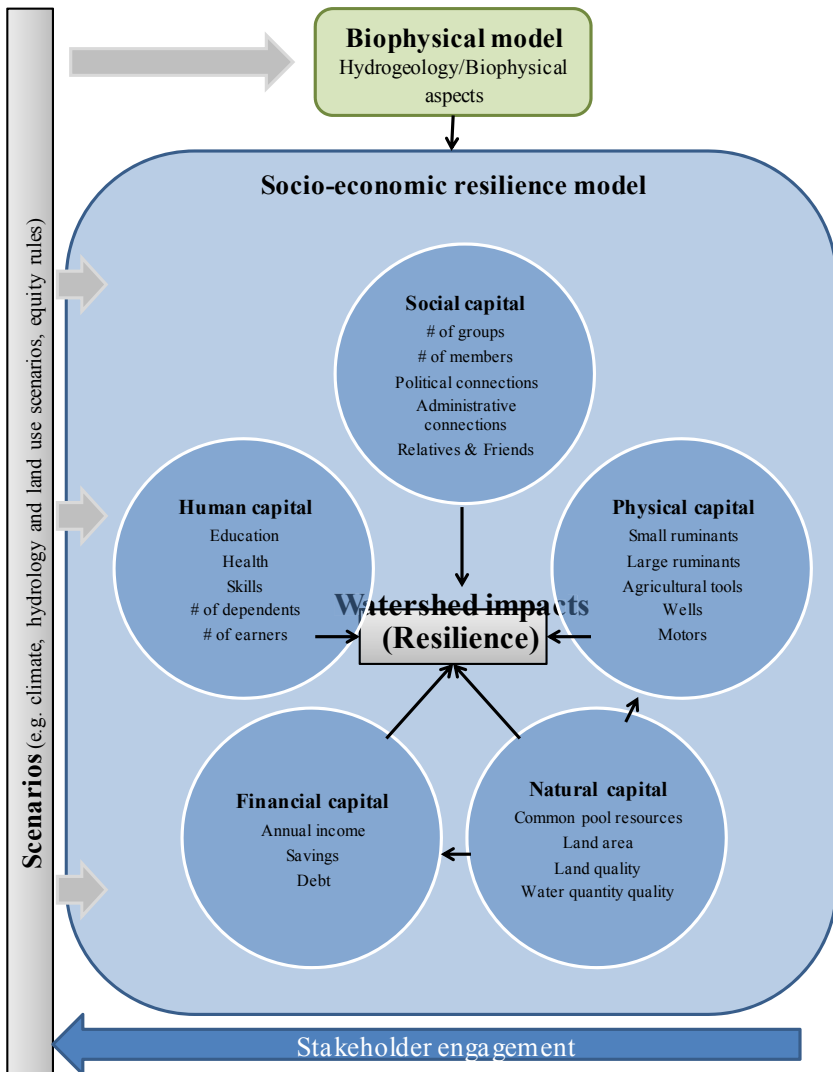 Biophysical model
Hydrogeology/Biophysical
aspects
Socio-economic resilience model
Scenarios (e.g. climate, hydrology and land use scenarios, equity rules)
Social capital
# of groups
# of members
Political connections
Administrative
connections
Relatives & Friends
Human capital
Education
Health
Skills
# of dependents
# of earners
Physical capital
Small ruminants
Large ruminants
Agricultural tools
Wells
Motors
Watershed impacts
(Resilience)
Financial capital
Annual income
Savings
Debt
Natural capital
Common pool resources
Land area
Land quality
Water quantity quality
Stakeholder engagement